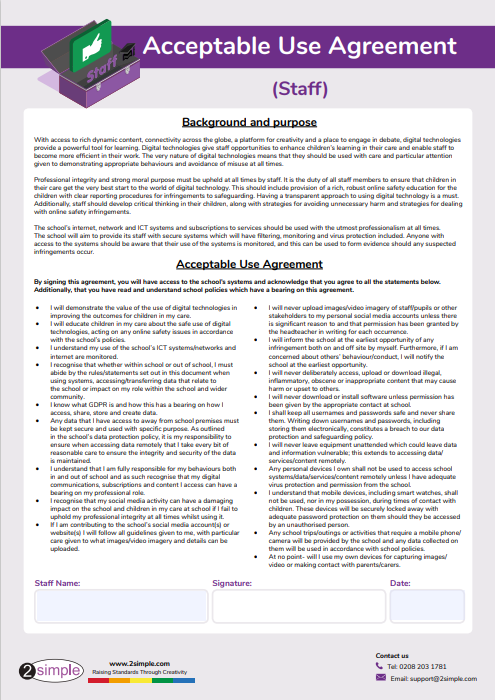 Staff
Acceptable Use Agreement
(Staff)
Background and purpose
With access to rich dynamic content, connectivity across the globe, a platform for creativity and a place to engage in debate, digital technologies
provide a powerful tool for learning. Digital technologies give staff opportunities to enhance children's learning in their care and enable staff to
become more efficient in their work. The very nature of digital technologies means that they should be used with care and particular attention
given to demonstrating appropriate behaviours and avoidance of misuse at all times.
Professional integrity and strong moral purpose must be upheld at all times by staff. It is the duty of all staff members to ensure that children in
their care get the very best start to the world of digital technology. This should include provision of a rich, robust online safety education for the
children with clear reporting procedures for infringements to safeguarding. Having a transparent approach to using digital technology is a must.
Additionally, staff should develop critical thinking in their children, along with strategies for avoiding unnecessary harm and strategies for dealing
with online safety infringements.
The school's internet, network and ICT systems and subscriptions to services should be used with the utmost professionalism at all times.
The school will aim to provide its staff with secure systems which will have filtering, monitoring and virus protection included. Anyone with
access to the systems should be aware that their use of the systems is monitored, and this can be used to form evidence should any suspected
infringements occur.
Acceptable Use Agreement
By signing this agreement, you will have access to the school's systems and acknowledge that you agree to all the statements below.
Additionally, that you have read and understand school policies which have a bearing on this agreement.
• I will demonstrate the value of the use of digital technologies in
improving the outcomes for children in my care.
• I will educate children in my care about the safe use of digital
technologies, acting on any online safety issues in accordance
with the school's policies.
• I understand my use of the school's ICT systems/networks and
internet are monitored.
• I recognise that whether within school or out of school, I must
abide by the rules/statements set out in this document when
using systems, accessing/transferring data that relate to
the school or impact on my role within the school and wider
community.
• I know what GDPR is and how this has a bearing on how I
access, share, store and create data.
• Any data that I have access to away from school premises must
be kept secure and used with specific purpose. As outlined
in the school's data protection policy, it is my responsibility to
ensure when accessing data remotely that I take every bit of
reasonable care to ensure the integrity and security of the data
is maintained.
• I understand that I am fully responsible for my behaviours both
in and out of school and as such recognise that my digital
communications, subscriptions and content I access can have a
bearing on my professional role.
• I recognise that my social media activity can have a damaging
impact on the school and children in my care at school if I fail to
uphold my professional integrity at all times whilst using it.
• If I am contributing to the school's social media account(s) or
website(s) I will follow all guidelines given to me, with particular
care given to what images/video imagery and details can be
uploaded.
• I will never upload images/video imagery of staff/pupils or other
stakeholders to my personal social media accounts unless there
is significant reason to and that permission has been granted by
the headteacher in writing for each occurrence.
• I will inform the school at the earliest opportunity of any
infringement both on and off site by myself. Furthermore, if I am
concerned about others' behaviour/conduct, I will notify the
school at the earliest opportunity.
• I will never deliberately access, upload or download illegal,
inflammatory, obscene or inappropriate content that may cause
harm or upset to others.
• I will never download or install software unless permission has
been given by the appropriate contact at school.
• I shall keep all usernames and passwords safe and never share
them. Writing down usernames and passwords, including
storing them electronically, constitutes a breach to our data
protection and safeguarding policy.
• I will never leave equipment unattended which could leave data
and information vulnerable; this extends to accessing data/
services/content remotely.
• Any personal devices I own shall not be used to access school
systems/data/services/content remotely unless I have adequate
virus protection and permission from the school.
• I understand that mobile devices, including smart watches, shall
not be used, nor in my possession, during times of contact with
children. These devices will be securely locked away with
adequate password protection on them should they be accessed
by an unauthorised person.
• Any school trips/outings or activities that require a mobile phone/
camera will be provided by the school and any data collected on
them will be used in accordance with school policies.
• At no point- will I use my own devices for capturing images/
video or making contact with parents/carers.
Staff Name:
Signature:
Date:
2simple
www.2simple.com
Raising Standards Through Creativity
Contact us
Tel: 0208 203 1781
Email: support@2simple.com